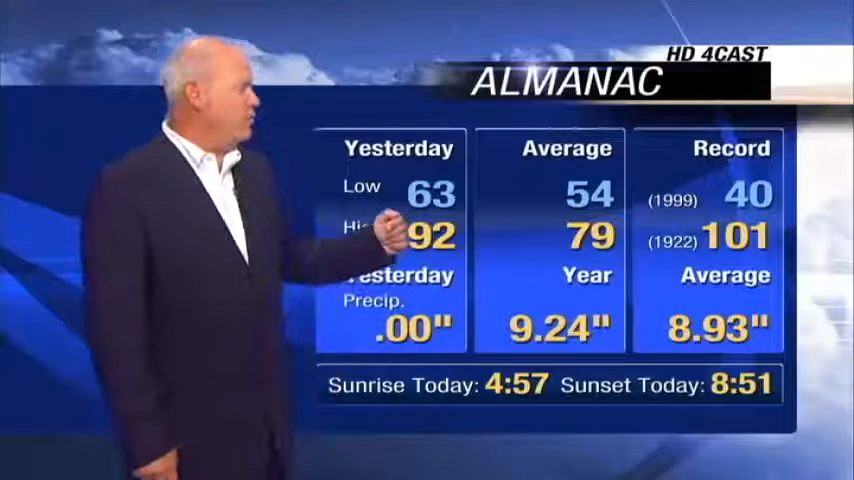 HD 4CAST
ALMANAC
Yesterday Average Record
Low 63 54 (1999) 40
92 79 (1922) 101
Yesterday Year Average
Precip.
.00" 9.24" 8.93"
Sunrise Today: 4:57 Sunset Today: 8:51